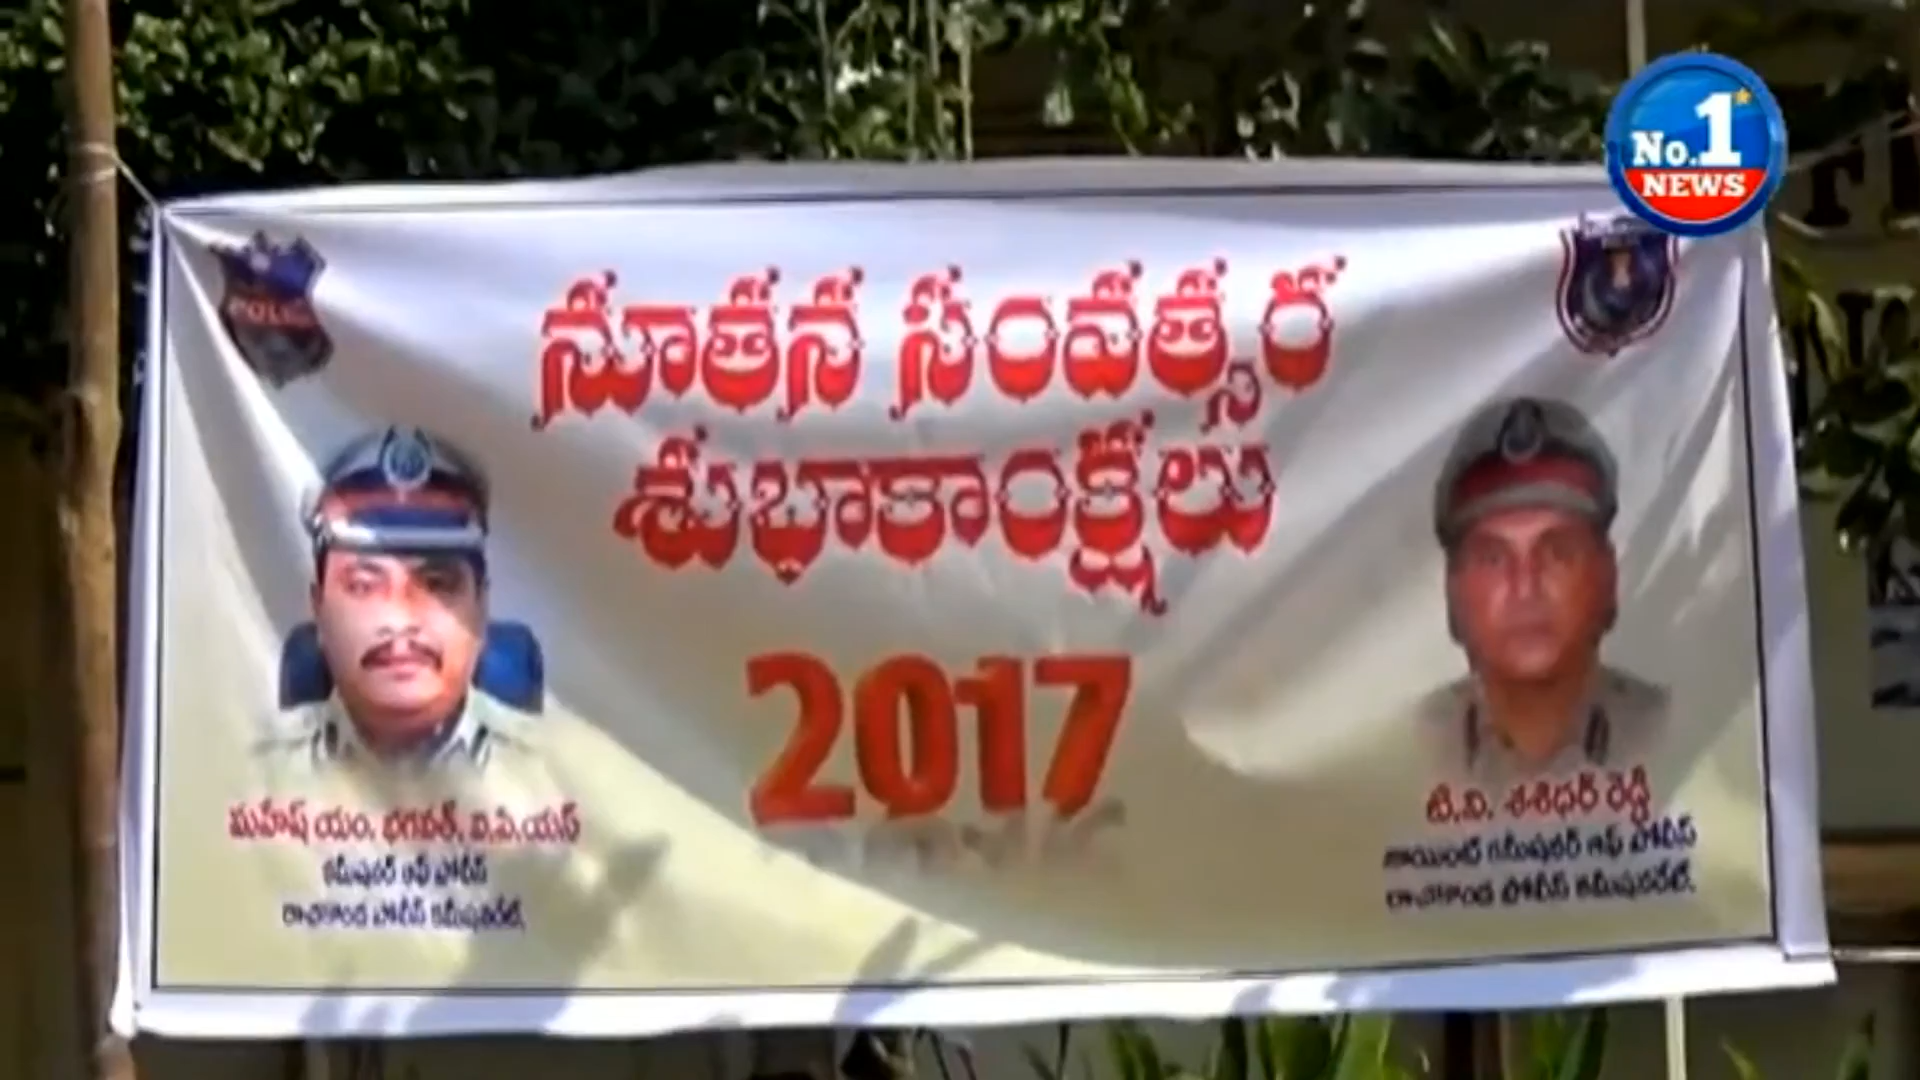 No.1
NEWS
POLICE
నూతన సంవత్సర
శుభాకాంక్షలు
2017
మహేష్ యం. భగవత్, ఐ.పి.యస్
కమీషనర్ ఆఫ్ పోలీస్
రాచకొండ పోలీస్ కమీషనరేట్.
టి.వి. శశిధర్ రెడ్డి
జాయింట్ కమీషనర్ ఆఫ్ పోలీస్
రాచకొండ పోలీస్ కమీషనరేట్.